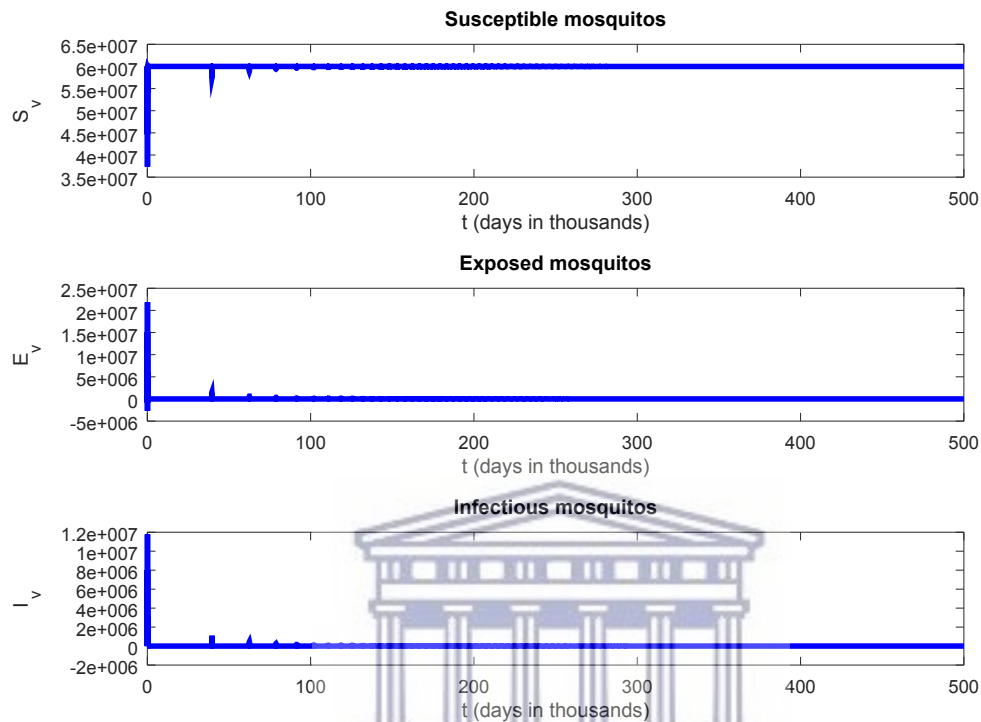 Susceptible mosquitos
6.5e+007
6e+007
5.5e+007
5e+007
4.5e+007
4e+007
3.5e+007
S_v
0 100 200 300 400 500
t (days in thousands)
Exposed mosquitos
2.5e+007
2e+007
1.5e+007
1e+007
5e+006
0
-5e+006
E_v
0 100 200 300 400 500
t (days in thousands)
Infectious mosquitos
1.2e+007
1e+007
8e+006
6e+006
4e+006
2e+006
0
-2e+006
I_v
0 100 200 300 400 500
t (days in thousands)